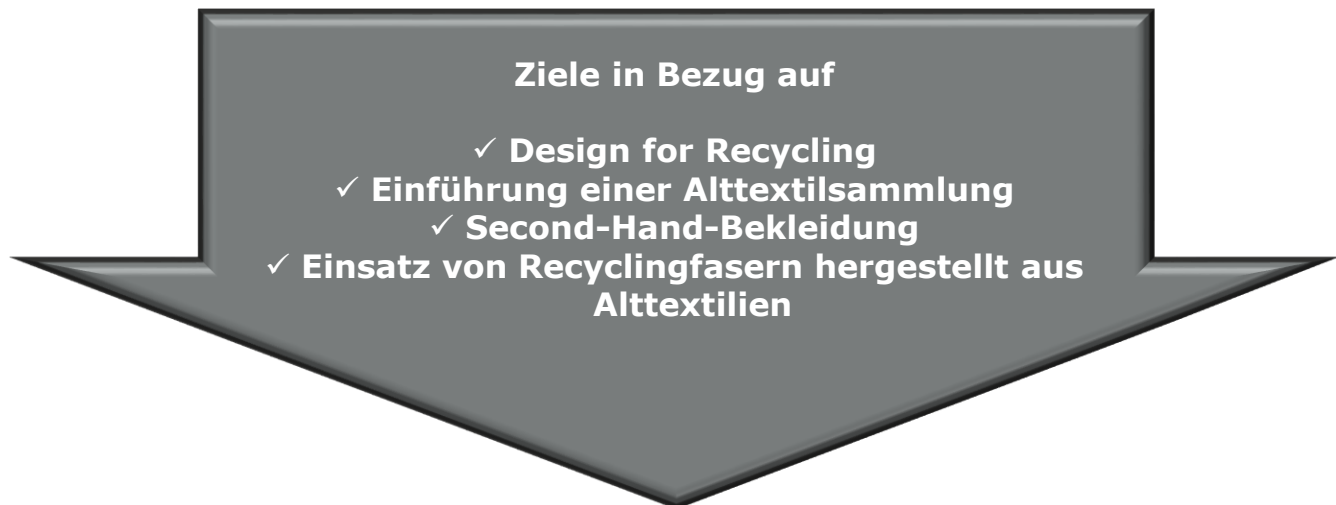 Ziele in Bezug auf
✓ Design for Recycling
✓ Einführung einer Alttextilsammlung
✓ Second-Hand-Bekleidung
✓ Einsatz von Recyclingfasern hergestellt aus
Alttextilien